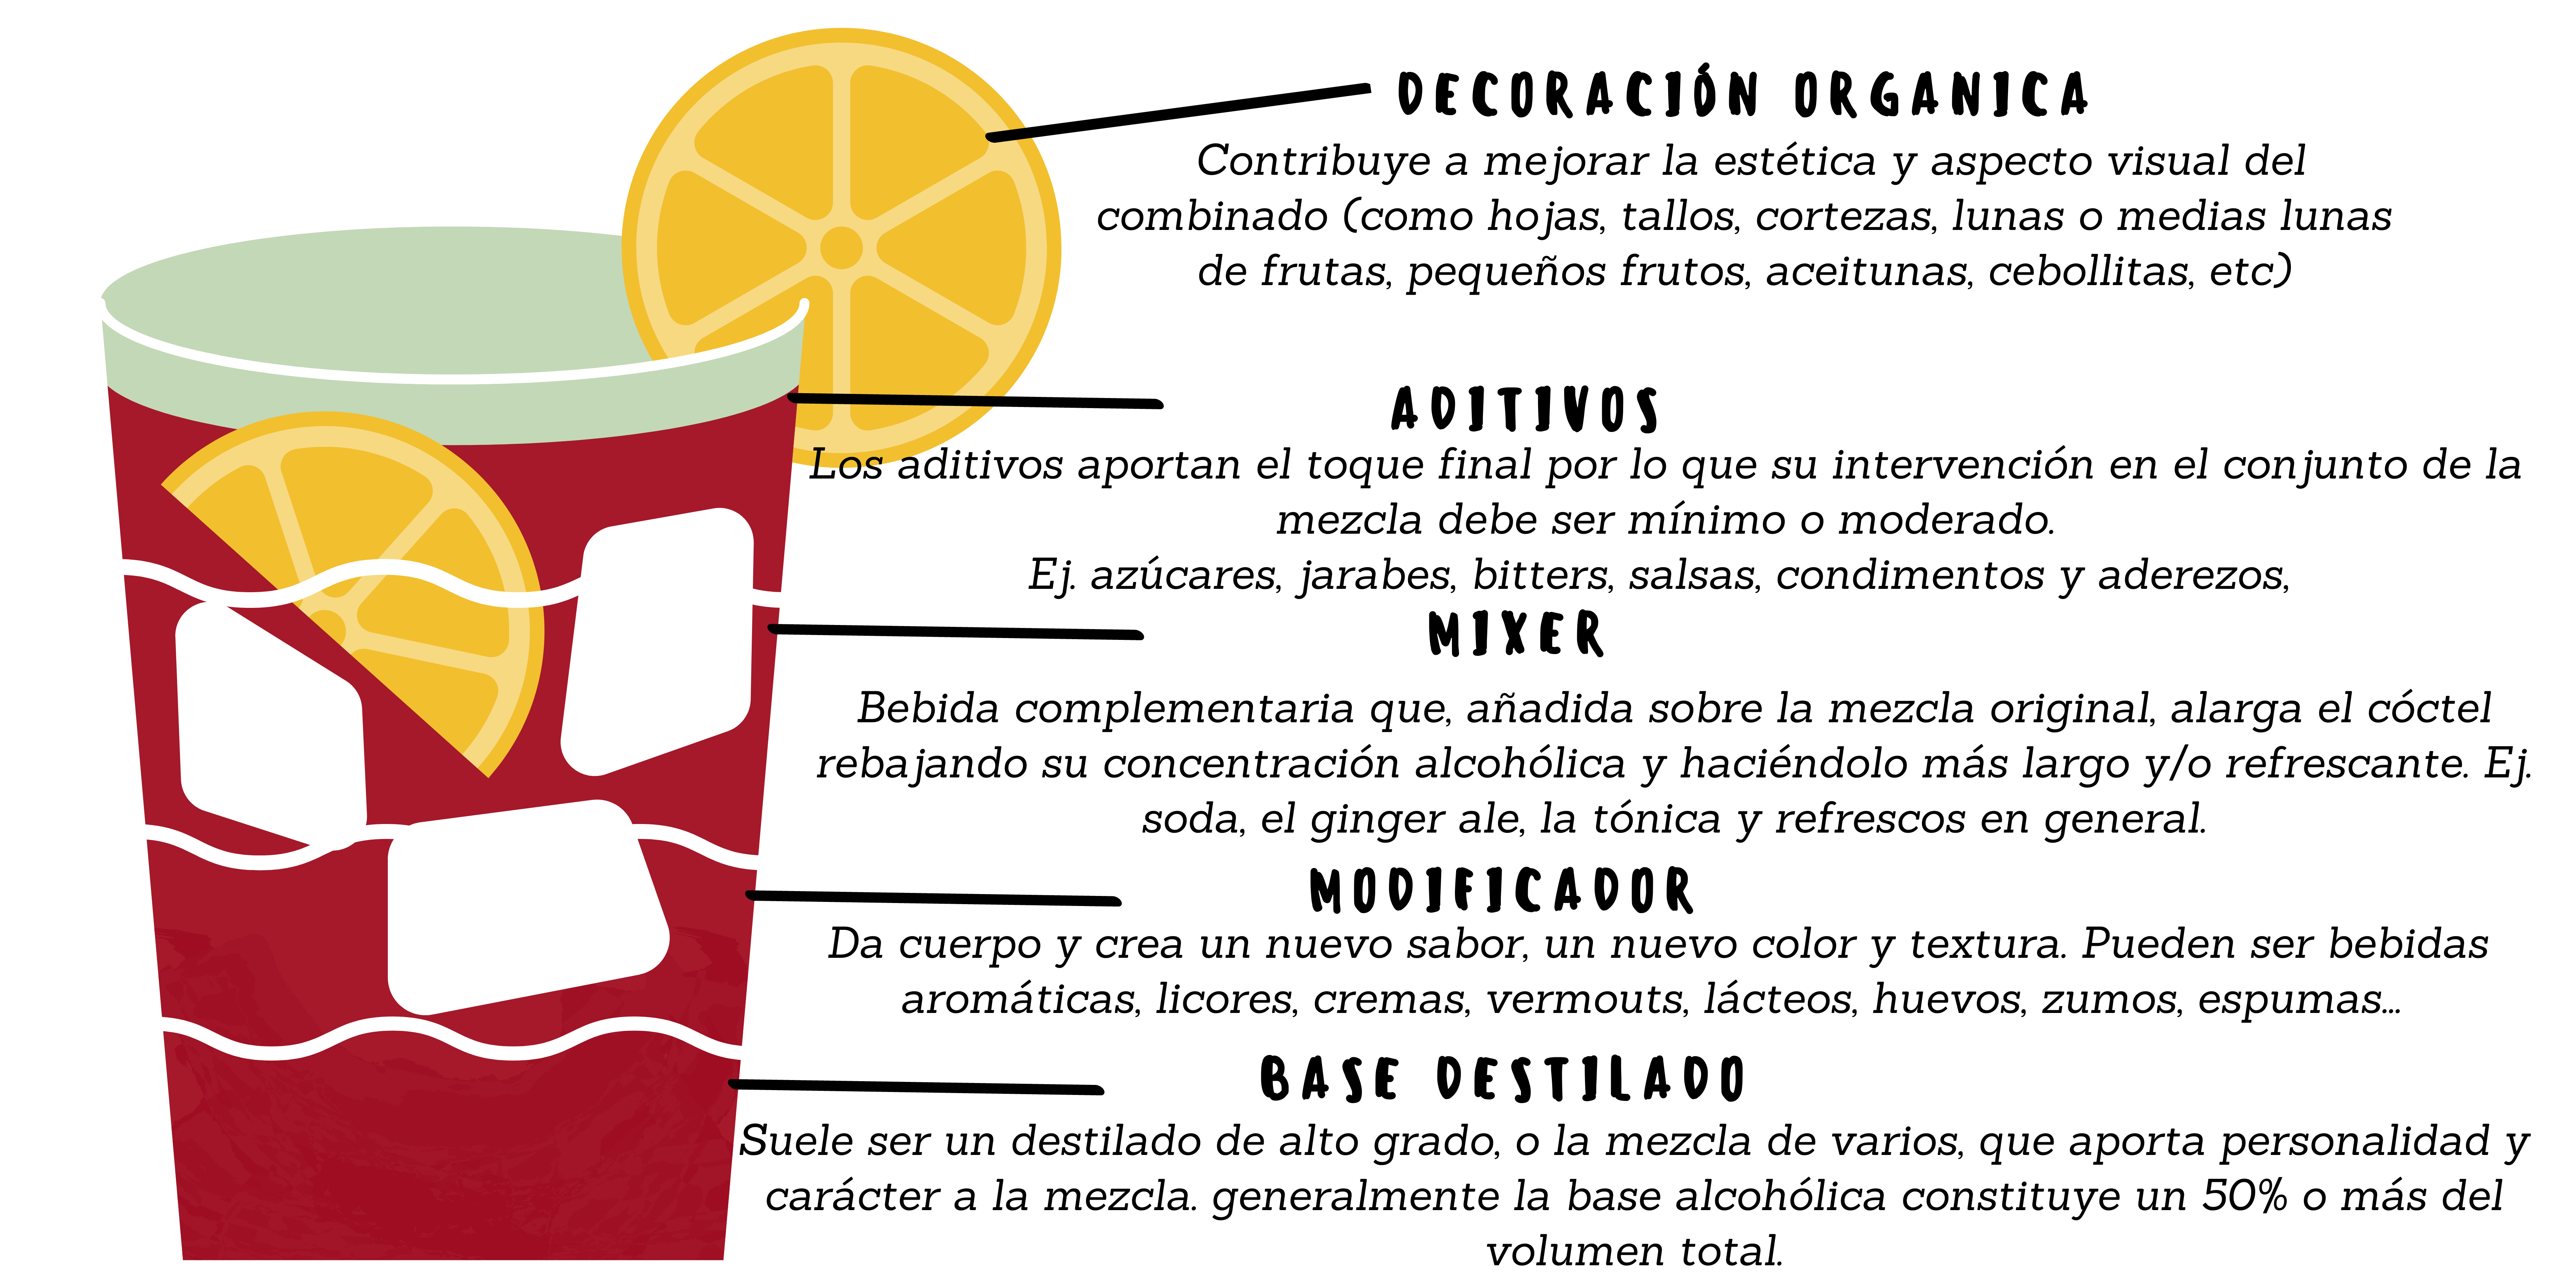 DECORACIÓN ORGANICA
Contribuye a mejorar la estética y aspecto visual del
combinado (como hojas, tallos, cortezas, lunas o medias lunas
de frutas, pequeños frutos, aceitunas, cebollitas, etc)
ADITIVOS
Los aditivos aportan el toque final por lo que su intervención en el conjunto de la
mezcla debe ser mínimo o moderado.
Ej. azúcares, jarabes, bitters, salsas, condimentos y aderezos,
MIXER
Bebida complementaria que, añadida sobre la mezcla original, alarga el cóctel
rebajando su concentración alcohólica y haciéndolo más largo y/o refrescante. Ej.
soda, el ginger ale, la tónica y refrescos en general.
MODIFICADOR
Da cuerpo y crea un nuevo sabor, un nuevo color y textura. Pueden ser bebidas
aromáticas, licores, cremas, vermouts, lácteos, huevos, zumos, espumas...
BASE DESTILADO
Suele ser un destilado de alto grado, o la mezcla de varios, que aporta personalidad y
carácter a la mezcla. generalmente la base alcohólica constituye un 50% o más del
volumen total.